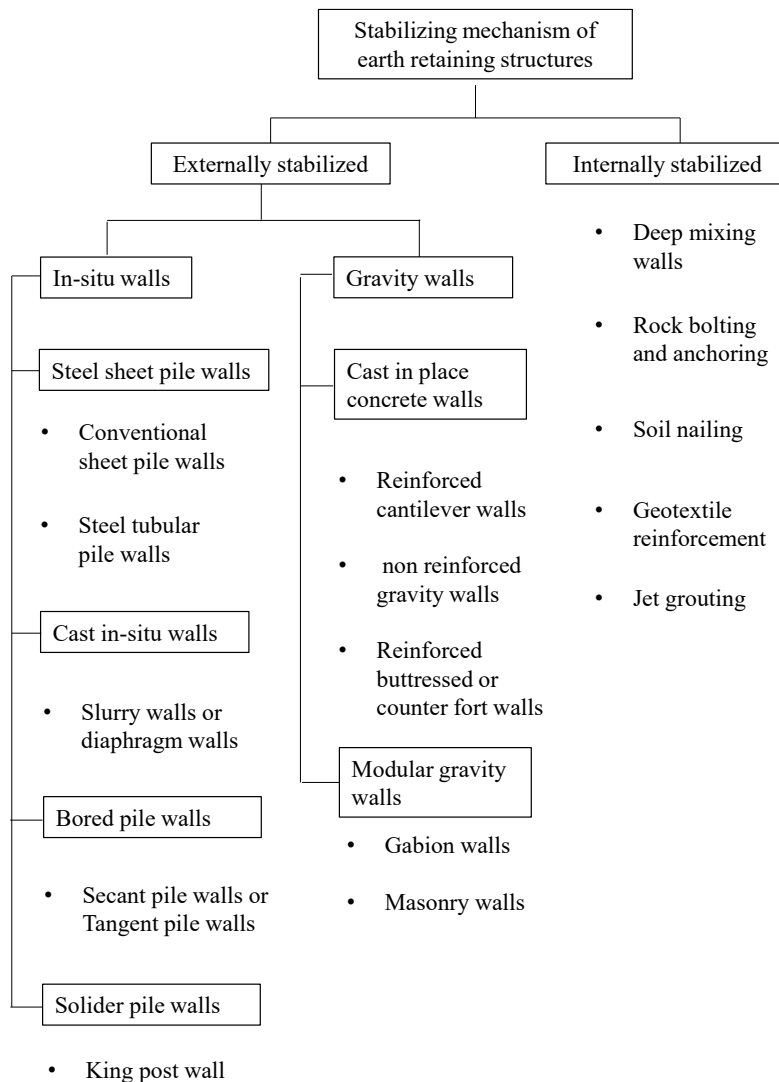 Stabilizing mechanism of
earth retaining structures
Externally stabilized
Internally stabilized
In-situ walls
Steel sheet pile walls
• Conventional
sheet pile walls
• Steel tubular
pile walls
Cast in-situ walls
• Slurry walls or
diaphragm walls
Bored pile walls
• Secant pile walls or
Tangent pile walls
Solider pile walls
• King post wall
Gravity walls
Cast in place
concrete walls
• Reinforced
cantilever walls
• non reinforced
gravity walls
• Reinforced
buttressed or
counter fort walls
Modular gravity
walls
• Gabion walls
• Masonry walls
• Deep mixing
walls
• Rock bolting
and anchoring
• Soil nailing
• Geotextile
reinforcement
• Jet grouting